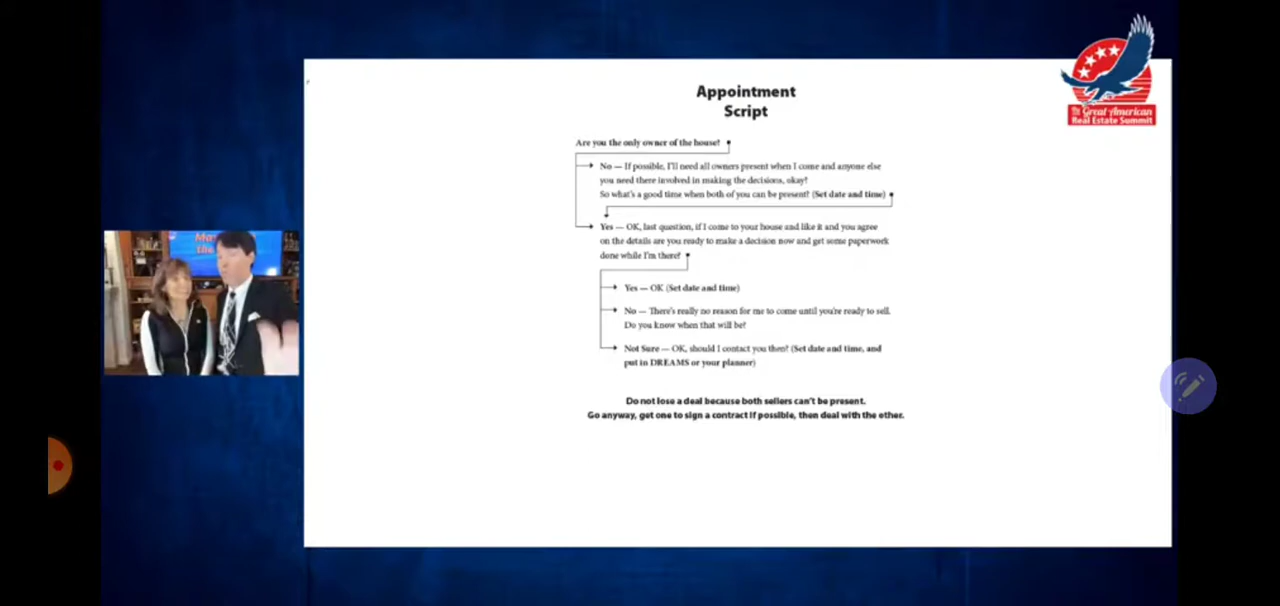 The Great American
Real Estate Summit
Appointment
Script
Are you the only owner of the house?
No — If possible, I'll need all owners present when I come and anyone else
you need there involved in making the decisions, okay?
So what's a good time when both of you can be present? (Set date and time)
Yes — OK, last question, if I come to your house and like it and you agree
on the details are you ready to make a decision now and get some paperwork
done while I'm there?
Yes — OK (Set date and time)
No — There's really no reason for me to come until you're ready to sell.
Do you know when that will be?
Not Sure — OK, should I contact you then? (Set date and time, and
put in DREAMS or your planner)
Do not lose a deal because both sellers can't be present.
Go anyway, get one to sign a contract if possible, then deal with the other.